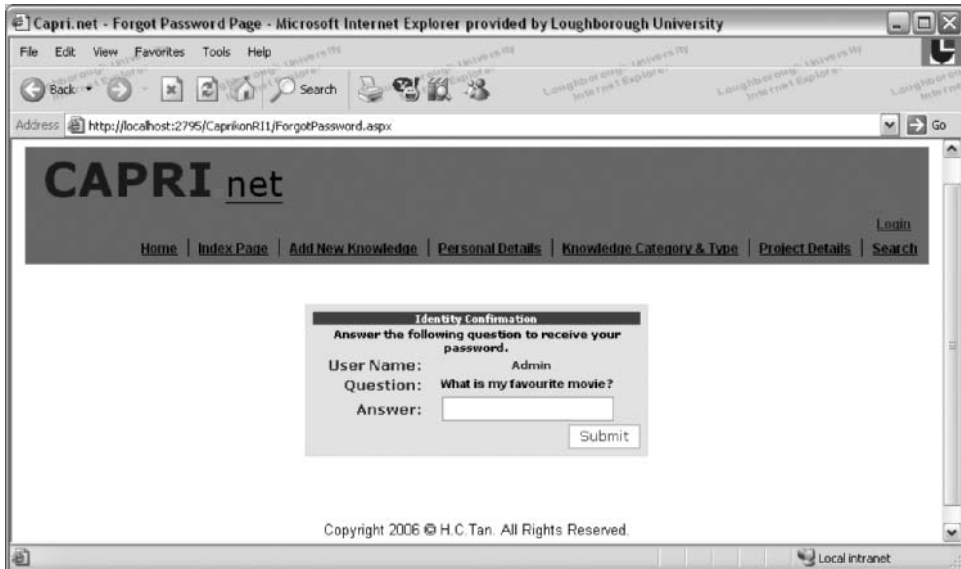 Capri.net - Forgot Password Page - Microsoft Internet Explorer provided by Loughborough University
File Edit View Favorites Tools Help
Back Search
Address http://localhost:2795/CaprikonRI1/ForgotPassword.aspx Go
CAPRI net
Login
Home | Index Page | Add New Knowledge | Personal Details | Knowledge Category & Type | Project Details | Search
Identity Confirmation
Answer the following question to receive your
password.
User Name: Admin
Question: What is my favourite movie?
Answer:
Submit
Copyright 2006 © H.C.Tan. All Rights Reserved.
Local intranet